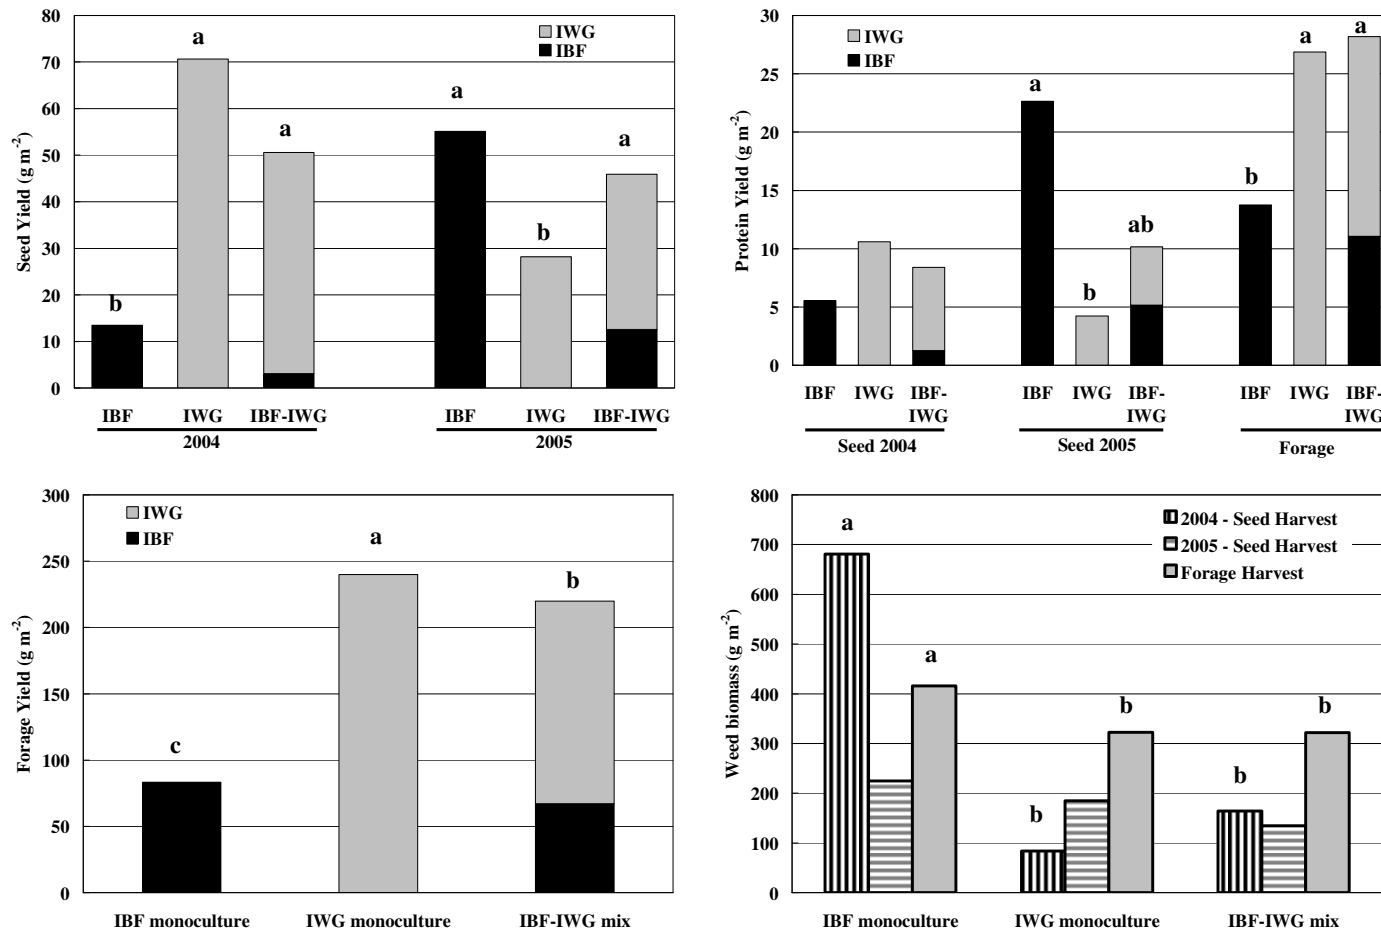 80
70
60
50
40
30
20
10
0
Seed Yield (g m-2)
IWG
IBF
b
a
a
a
b
a
IBF IWG IBF-IWG
2004
IBF IWG IBF-IWG
2005
30
25
20
15
10
5
0
Protein Yield (g m-2)
IWG
IBF
a
b
ab
b
a
a
IBF IWG IBF-
IWG
Seed 2004
IBF IWG IBF-
IWG
Seed 2005
IBF IWG IBF-
IWG
Forage
300
250
200
150
100
50
0
Forage Yield (g m-2)
IWG
IBF
c
a
b
IBF monoculture IWG monoculture IBF-IWG mix
800
700
600
500
400
300
200
100
0
Weed biomass (g m-2)
2004 - Seed Harvest
2005 - Seed Harvest
Forage Harvest
a
a
b
b
b
b
IBF monoculture IWG monoculture IBF-IWG mix